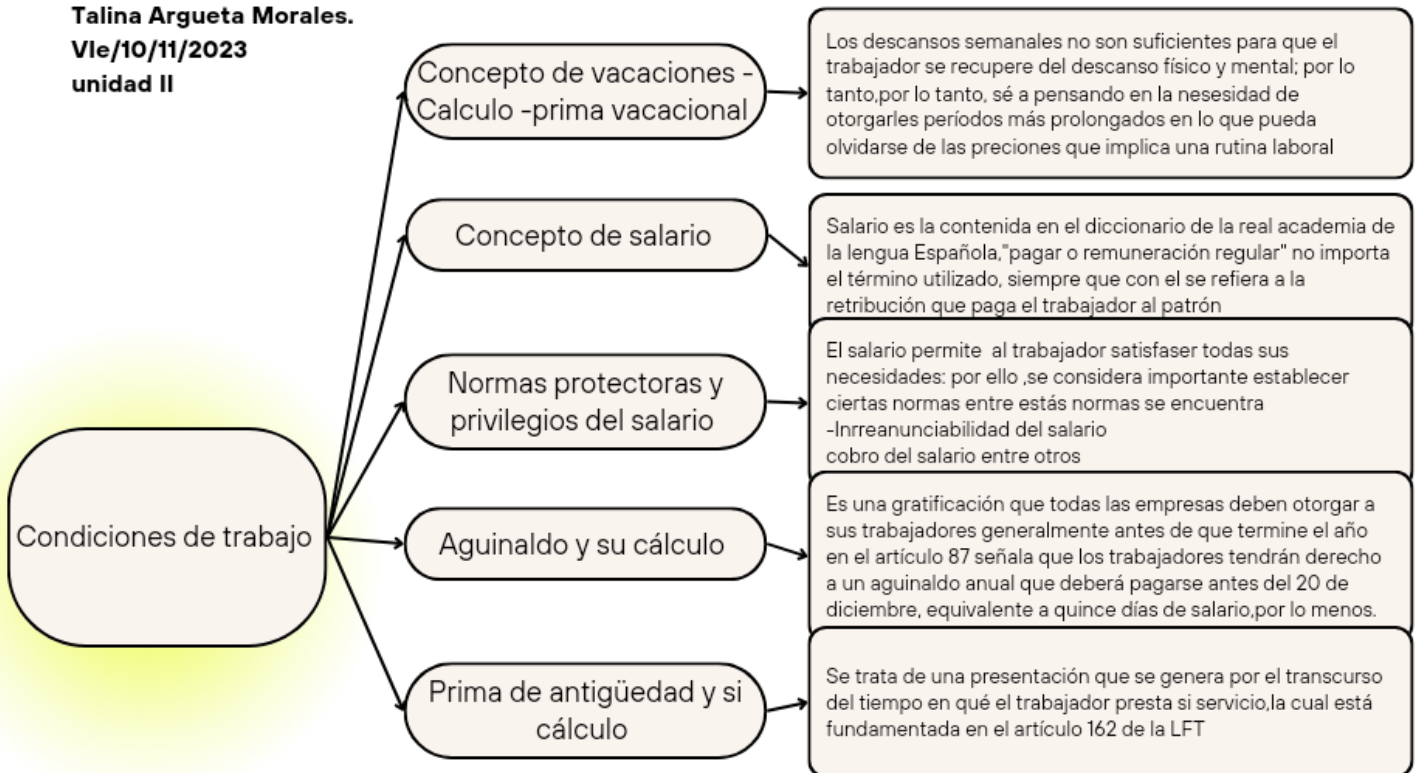 Talina Argueta Morales.
VIe/10/11/2023
unidad II
Condiciones de trabajo
Concepto de vacaciones -
Calculo -prima vacacional
Los descansos semanales no son suficientes para que el
trabajador se recupere del descanso físico y mental; por lo
tanto,por lo tanto, sé a pensando en la nesesidad de
otorgarles períodos más prolongados en lo que pueda
olvidarse de las preciones que implica una rutina laboral
Concepto de salario
Salario es la contenida en el diccionario de la real academia de
la lengua Española,"pagar o remuneración regular" no importa
el término utilizado, siempre que con el se refiera a la
retribución que paga el trabajador al patrón
Normas protectoras y
privilegios del salario
El salario permite  al trabajador satisfaser todas sus
necesidades: por ello ,se considera importante establecer
ciertas normas entre estás normas se encuentra
-Inrreanunciabilidad del salario
cobro del salario entre otros
Aguinaldo y su cálculo
Es una gratificación que todas las empresas deben otorgar a
sus trabajadores generalmente antes de que termine el año
en el artículo 87 señala que los trabajadores tendrán derecho
a un aguinaldo anual que deberá pagarse antes del 20 de
diciembre, equivalente a quince días de salario,por lo menos.
Prima de antigüedad y si
cálculo
Se trata de una presentación que se genera por el transcurso
del tiempo en qué el trabajador presta si servicio,la cual está
fundamentada en el artículo 162 de la LFT